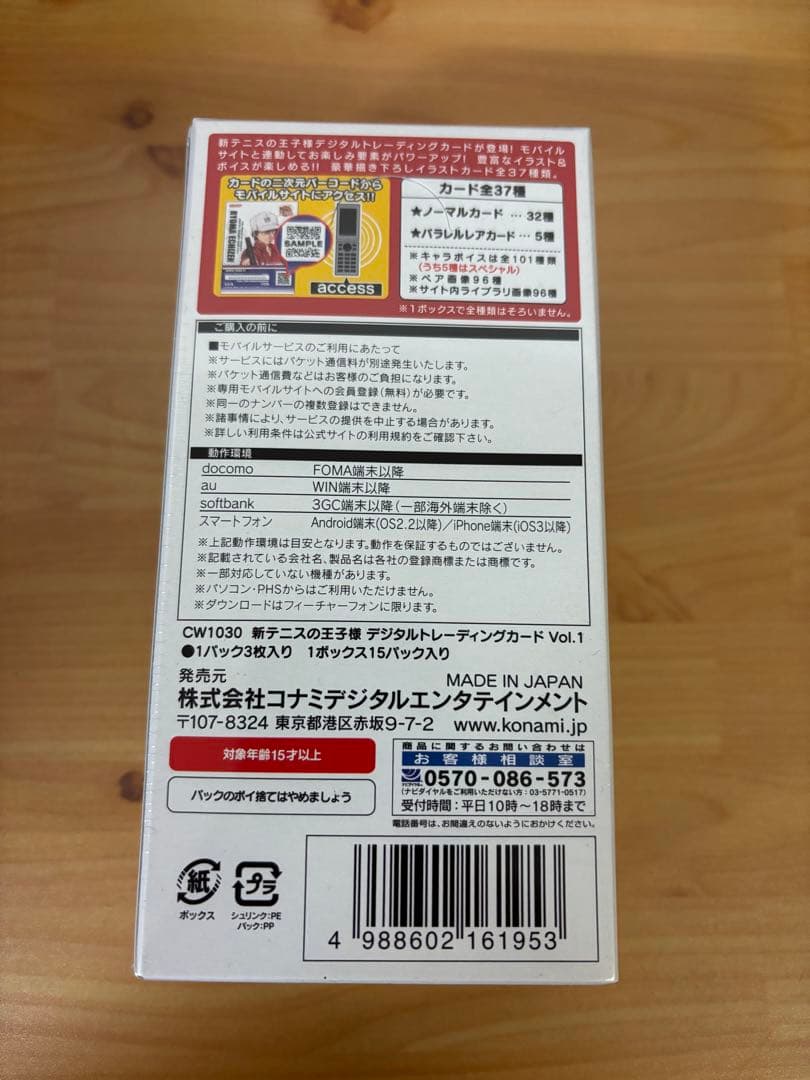 新テニスの王子様デジタルトレーディングカードが登場! モバイル
サイトと連動してお楽しみ要素がパワーアップ! 豊富なイラスト&
ボイスが楽しめる!! 豪華描き下ろしイラストカード全37種類。
カードの二次元バーコードから
モバイルサイトにアクセス!!
RYOMA ECHIZEN
SAMPLE
access
カード全37種
★ノーマルカード … 32種
★パラレルレアカード … 5種
※キャラボイスは全101種類
(うち5種はスペシャル)
※ペア画像96種
※サイト内ライブラリ画像96種
※1ボックスで全種類はそろいません。
ご購入の前に
■モバイルサービスのご利用にあたって
※サービスにはパケット通信料が別途発生いたします。
※パケット通信費などはお客様のご負担になります。
※専用モバイルサイトへの会員登録(無料)が必要です。
※同一のナンバーの複数登録はできません。
※諸事情により、サービスの提供を中止する場合があります。
※詳しい利用条件は公式サイトの利用規約をご確認下さい。
動作環境
docomo FOMA端末以降
au WIN端末以降
softbank 3GC端末以降(一部海外端末除く)
スマートフォン Android端末(OS2.2以降)/iPhone端末(iOS3以降)
※上記動作環境は目安となります。動作を保証するものではございません。
※記載されている会社名、製品名は各社の登録商標または商標です。
※一部対応していない機種があります。
※パソコン・PHSからはご利用いただけません。
※ダウンロードはフィーチャーフォンに限ります。
CW1030 新テニスの王子様 デジタルトレーディングカード Vol.1
●1パック3枚入り 1ボックス15パック入り
発売元 MADE IN JAPAN
株式会社コナミデジタルエンタテインメント
〒107-8324 東京都港区赤坂9-7-2 www.konami.jp
対象年齢15才以上
パックのポイ捨てはやめましょう
商品に関するお問い合わせは
お客様相談室
0570-086-573
(ナビダイヤルをご利用いただけない方:03-5771-0517)
受付時間:平日10時〜18時まで
電話番号は、お間違えのないようにおかけください。
紙
ボックス
プラ
シュリンク:PE
パック:PP
4 988602 161953